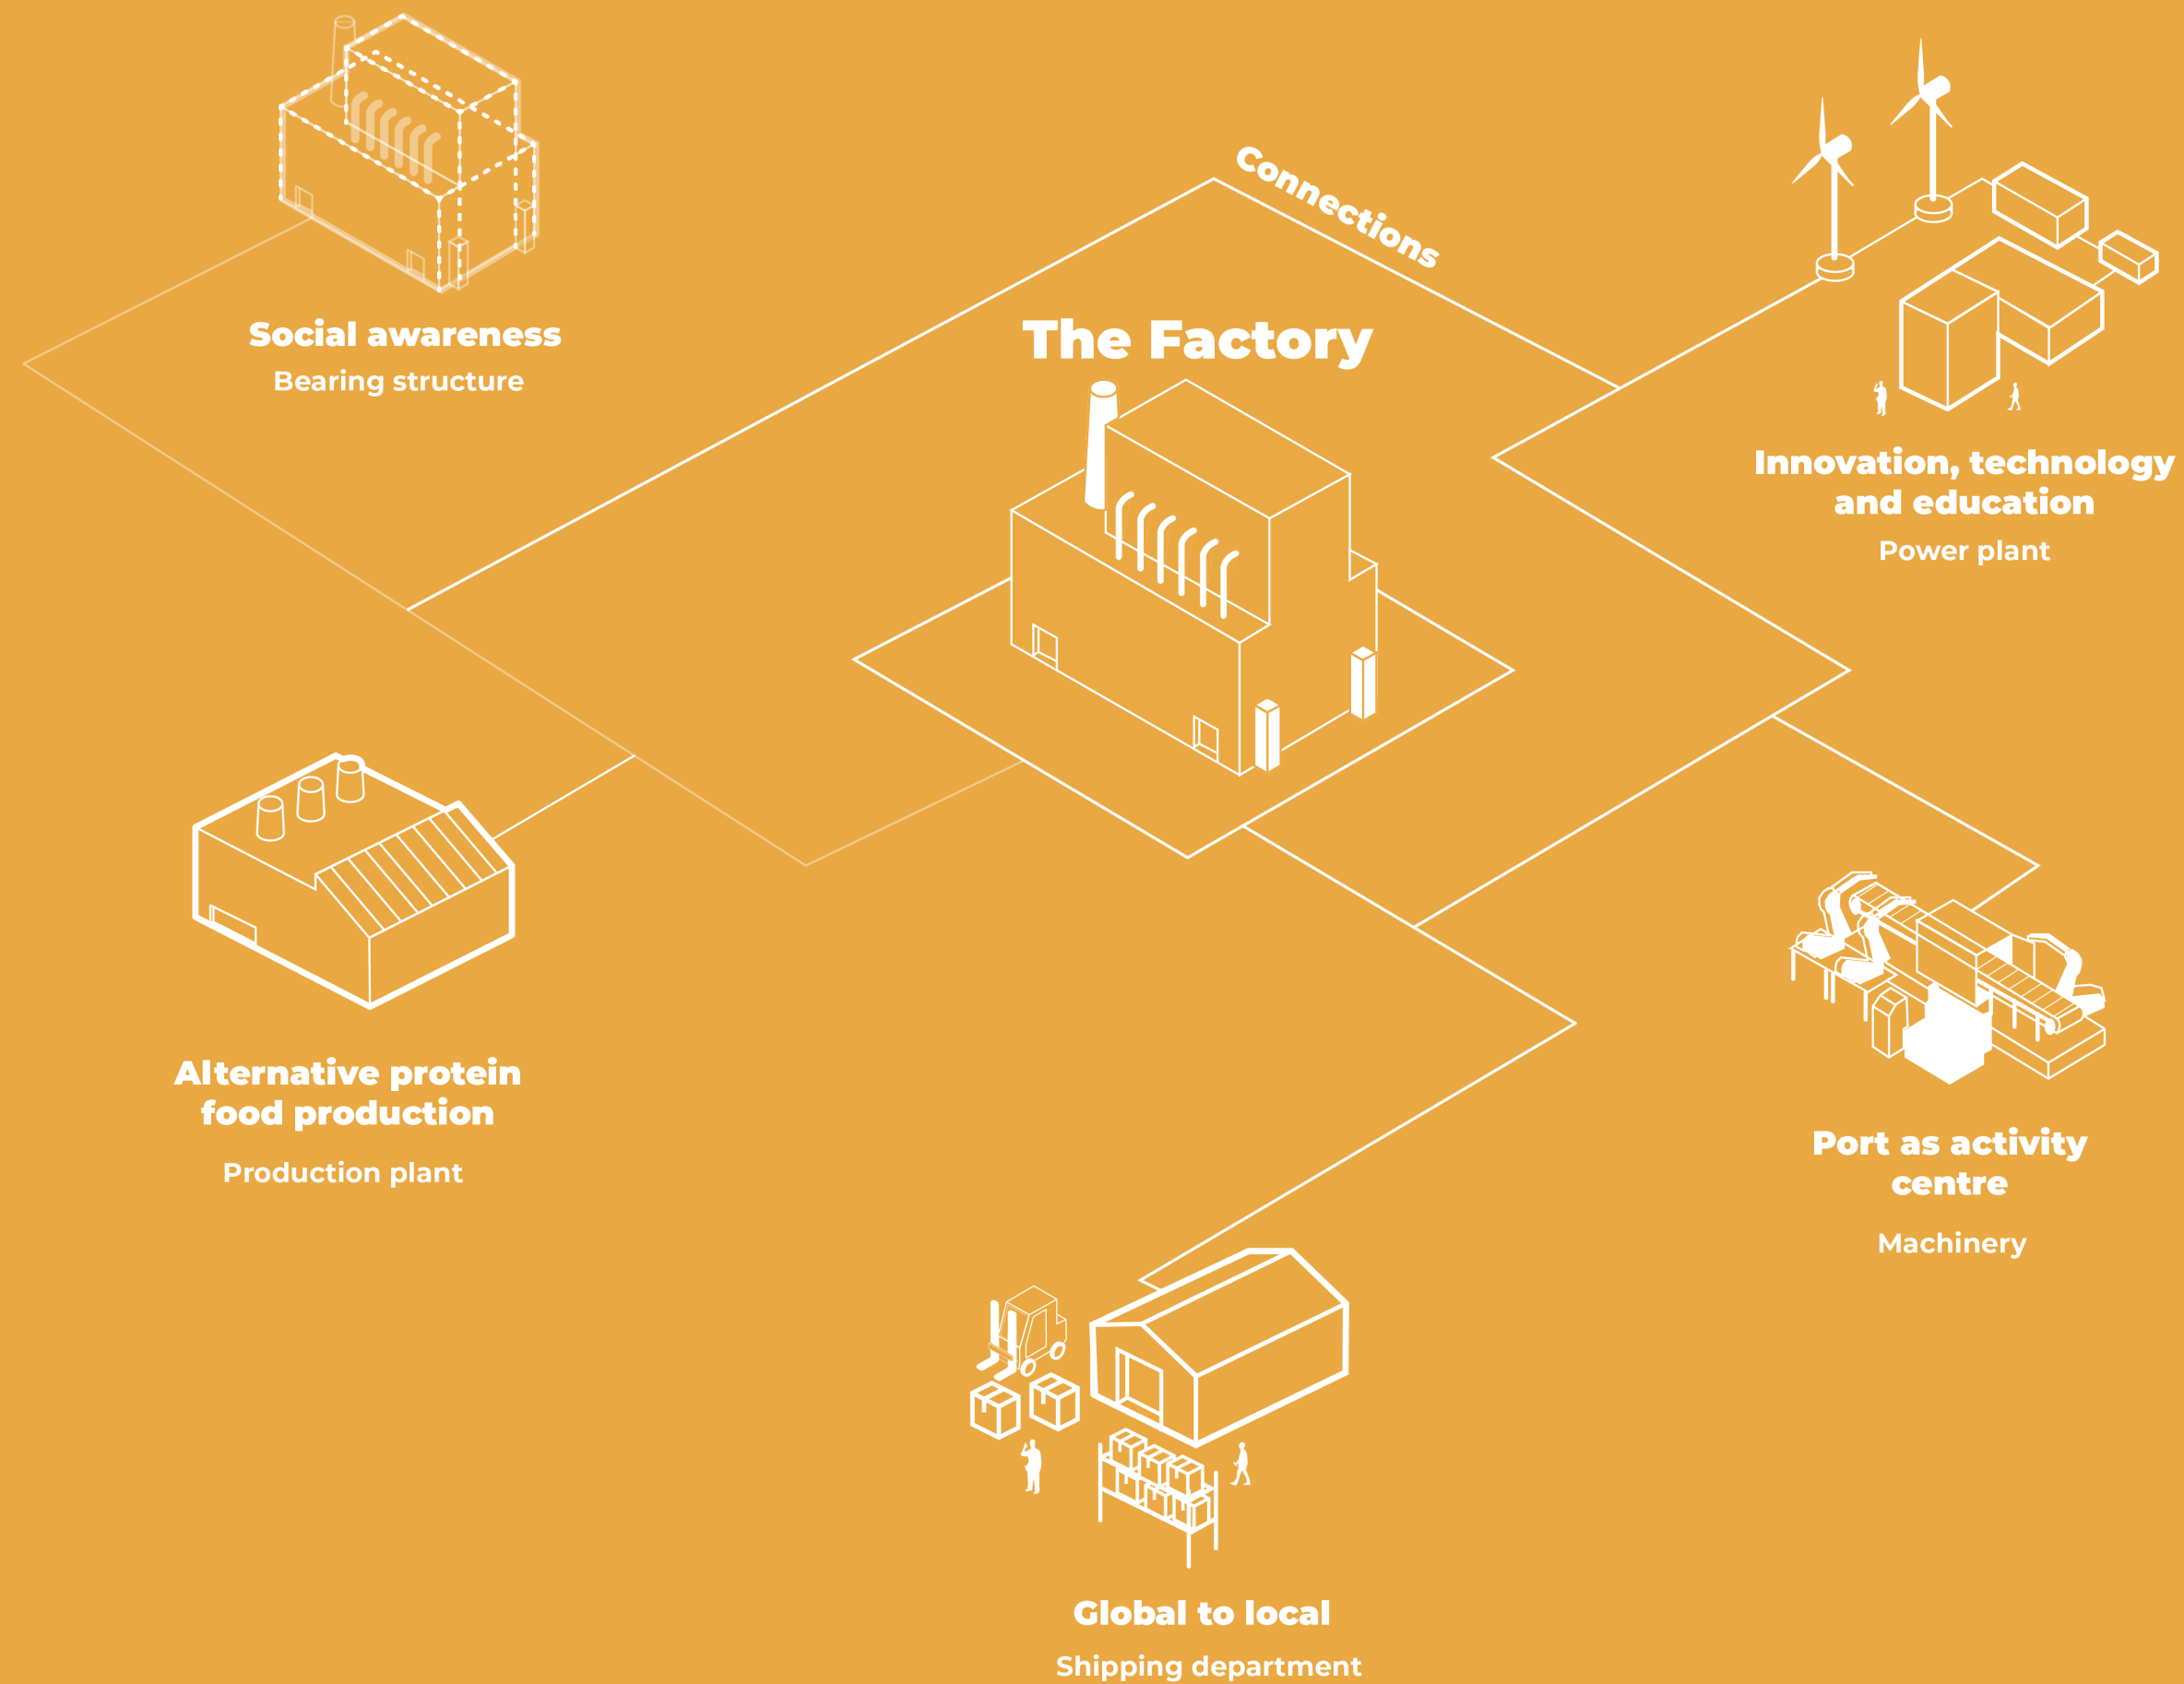 Connections
The Factory
Social awareness
Bearing structure
Innovation, technology
and education
Power plant
Alternative protein
food production
Production plant
Port as activity
centre
Machinery
Global to local
Shipping department